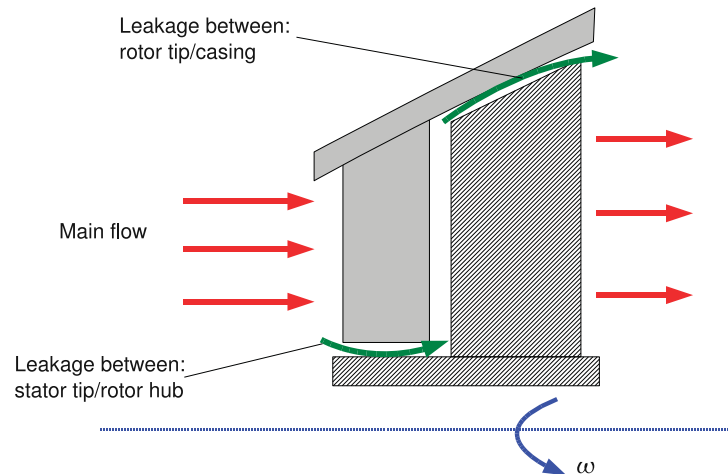 Leakage between:
rotor tip/casing
Main flow
Leakage between:
stator tip/rotor hub
ω